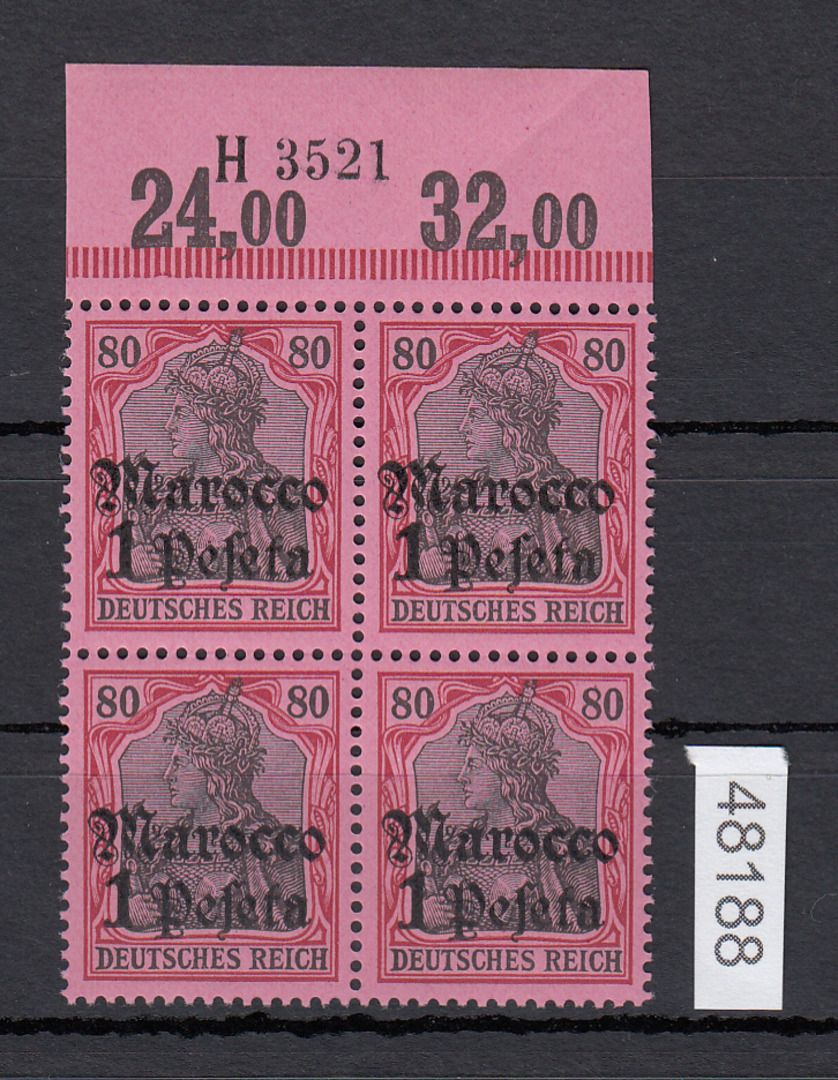 H 3521
24,00 32,00
80 80 80 80
Marocco Marocco
1 Peſeta 1 Peſeta
DEUTSCHES REICH DEUTSCHES REICH
80 80 80 80
Marocco Marocco
1 Peſeta 1 Peſeta
DEUTSCHES REICH DEUTSCHES REICH
48188